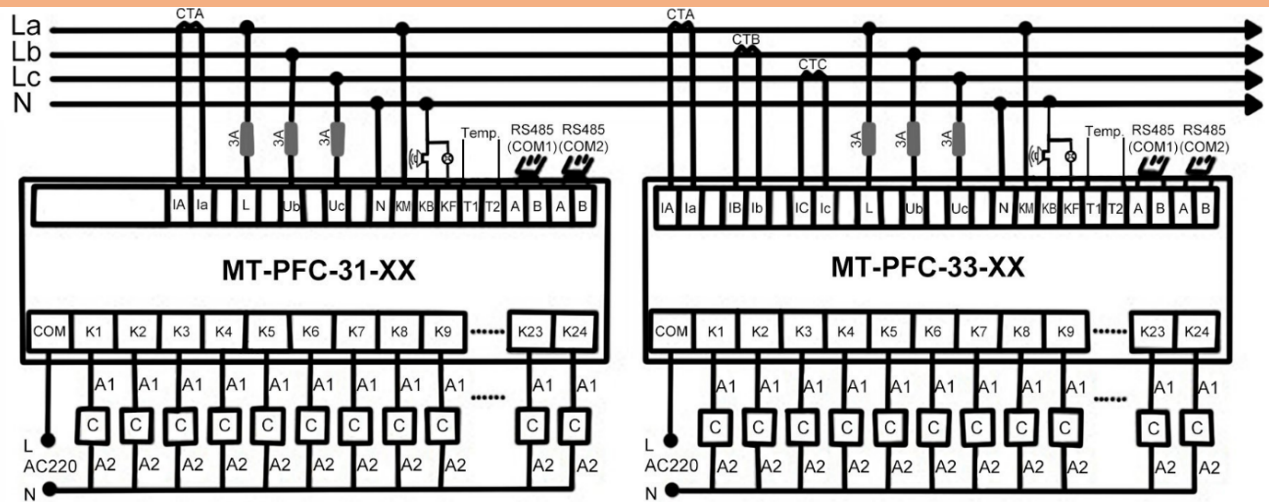 CTA CTA
La
Lb CTB
Lc CTC
N
3A 3A 3A Temp. RS485 (COM1) RS485 (COM2) 3A 3A 3A Temp. RS485 (COM1) RS485 (COM2)
IA Ia L Ub Uc N KM KB KF T1 T2 A B A B IA Ia IB Ib IC Ic L Ub Uc N KM KB KF T1 T2 A B A B
MT-PFC-31-XX MT-PFC-33-XX
COM K1 K2 K3 K4 K5 K6 K7 K8 K9 ...... K23 K24 COM K1 K2 K3 K4 K5 K6 K7 K8 K9 ...... K23 K24
A1 A1 A1 A1 A1 A1 A1 A1 A1 ...... A1 A1 A1 A1 A1 A1 A1 A1 A1 A1 A1 ...... A1 A1
C C C C C C C C C C C C C C C C C C C C C C
L L
AC220 A2 A2 A2 A2 A2 A2 A2 A2 A2 A2 A2 AC220 A2 A2 A2 A2 A2 A2 A2 A2 A2 A2 A2
N N